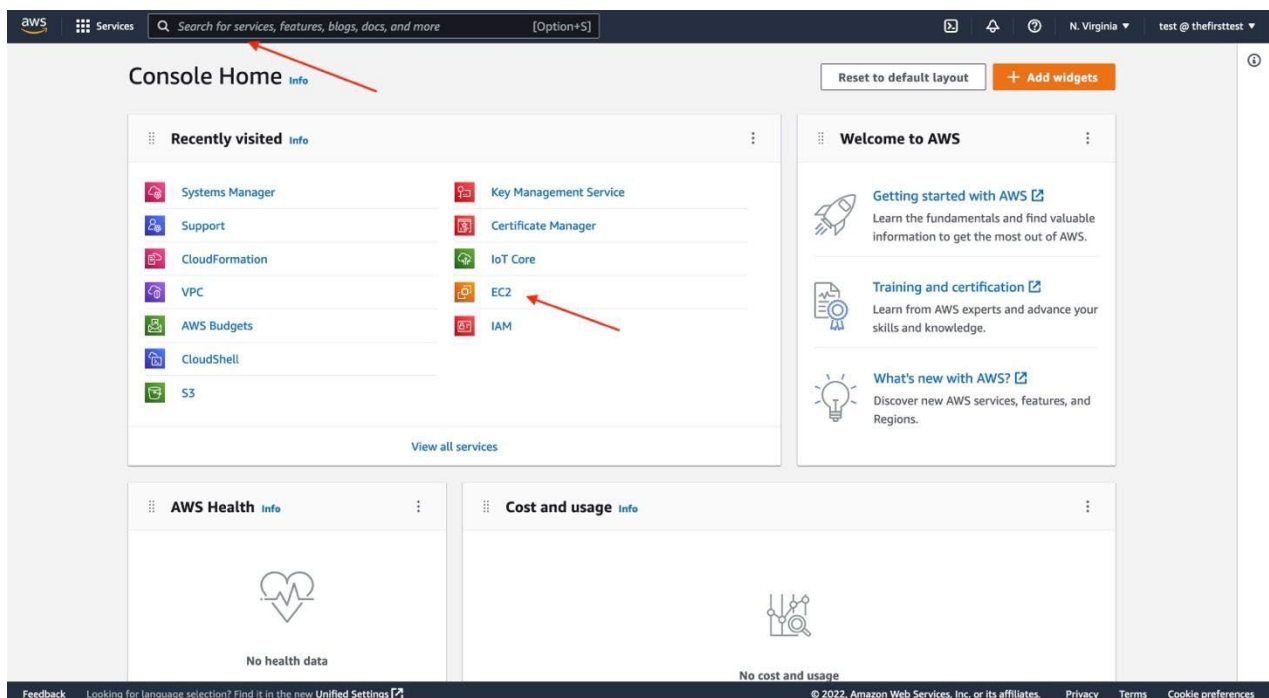 aws Services Search for services, features, blogs, docs, and more [Option+S] N. Virginia ▼ test @ thefirsttest ▼
Console Home Info
Reset to default layout
+ Add widgets
Recently visited Info
Systems Manager
Support
CloudFormation
VPC
AWS Budgets
CloudShell
S3
Key Management Service
Certificate Manager
IoT Core
EC2
IAM
View all services
Welcome to AWS
Getting started with AWS
Learn the fundamentals and find valuable
information to get the most out of AWS.
Training and certification
Learn from AWS experts and advance your
skills and knowledge.
What's new with AWS?
Discover new AWS services, features, and
Regions.
AWS Health Info
No health data
Cost and usage Info
No cost and usage
Feedback Looking for language selection? Find it in the new Unified Settings © 2022, Amazon Web Services, Inc. or its affiliates. Privacy Terms Cookie preferences